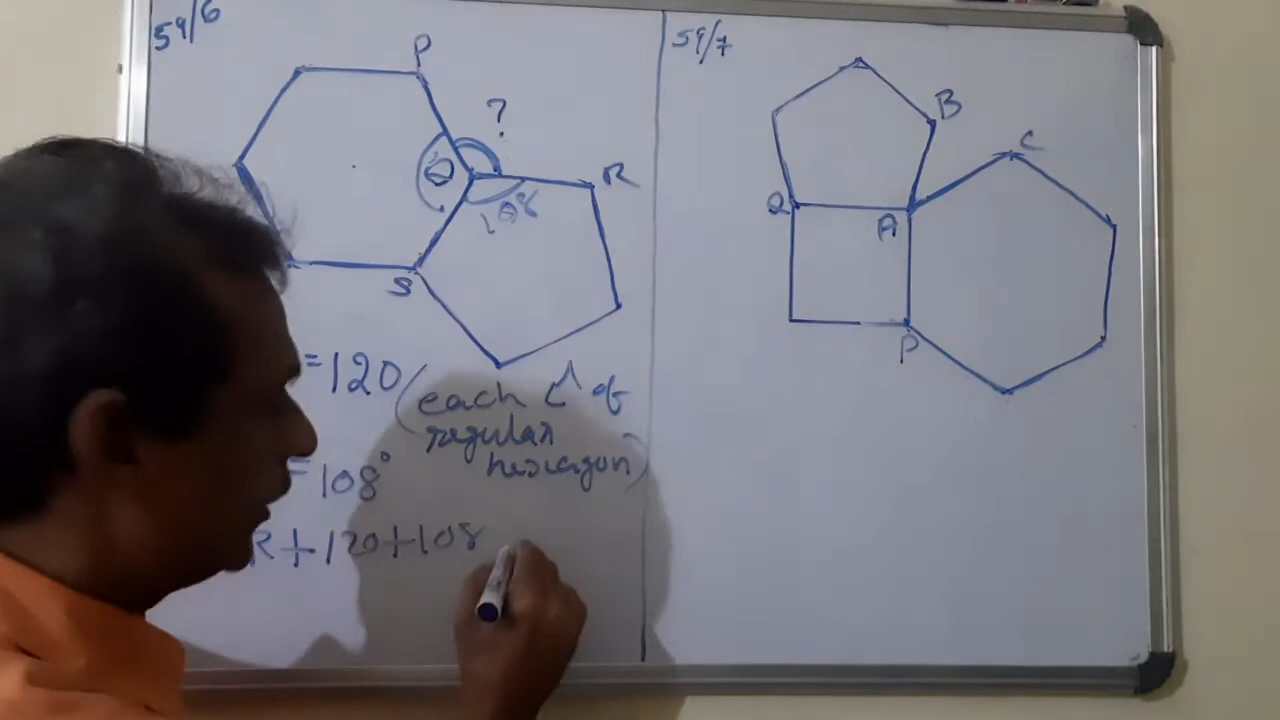 59/6
P
?
Q
R
108
S
=120 (each L of
regular
hexagon)
=108°
R+120+108
59/7
B
C
Q
A
P